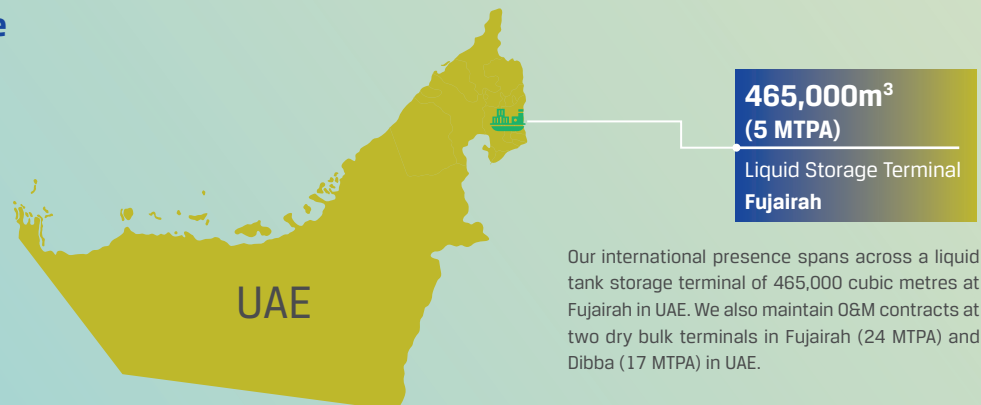 e
465,000m³
(5 MTPA)
Liquid Storage Terminal
Fujairah
UAE
Our international presence spans across a liquid
tank storage terminal of 465,000 cubic metres at
Fujairah in UAE. We also maintain O&M contracts at
two dry bulk terminals in Fujairah (24 MTPA) and
Dibba (17 MTPA) in UAE.